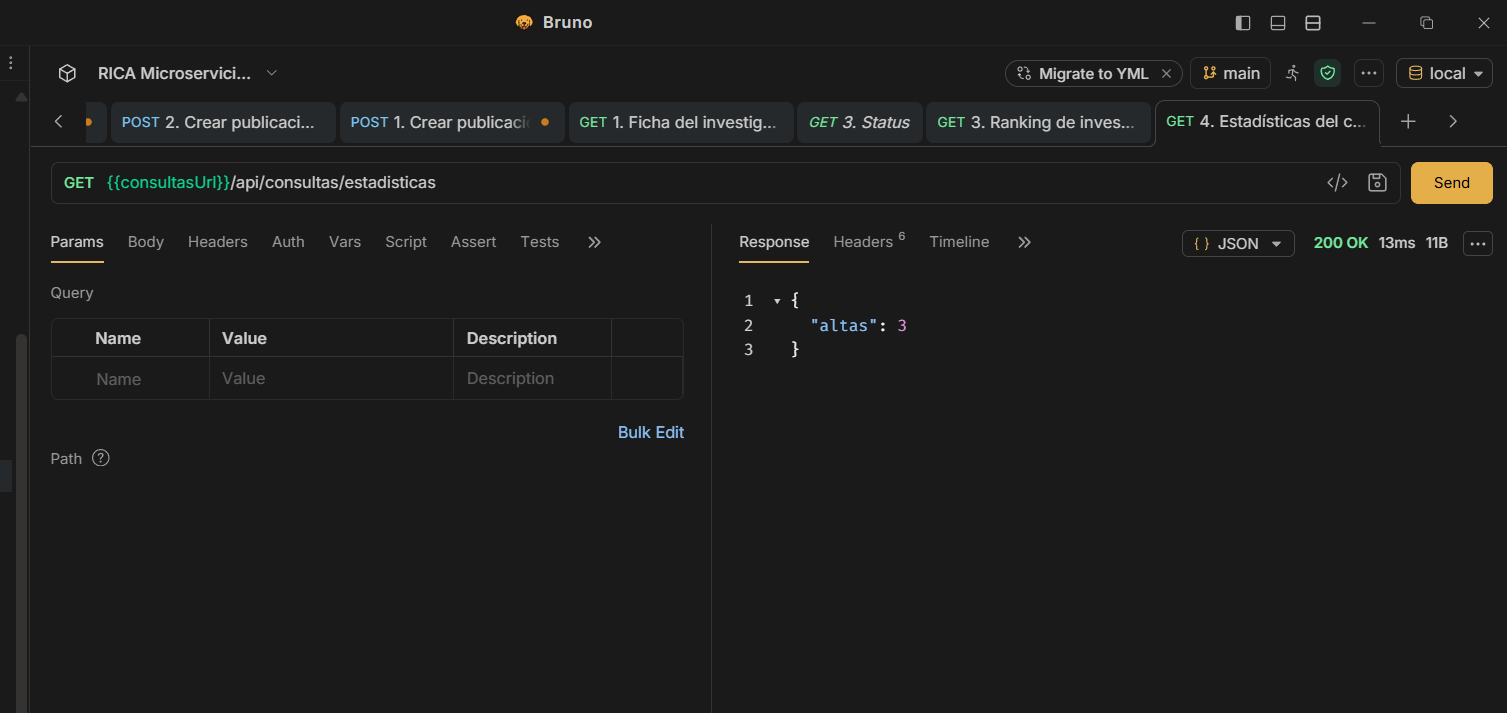 Bruno
RICA Microservici...
Migrate to YML
main
local
POST 2. Crear publicaci...
POST 1. Crear publicaci
GET 1. Ficha del investig...
GET 3. Status
GET 3. Ranking de inves...
GET 4. Estadísticas del c...
GET {{consultasUrl}}/api/consultas/estadisticas
Send
Params Body Headers Auth Vars Script Assert Tests
Response Headers 6 Timeline
{ } JSON
200 OK 13ms 11B
Query
Name Value Description
Name Value Description
Bulk Edit
Path ?
1 {
2 "altas": 3
3 }